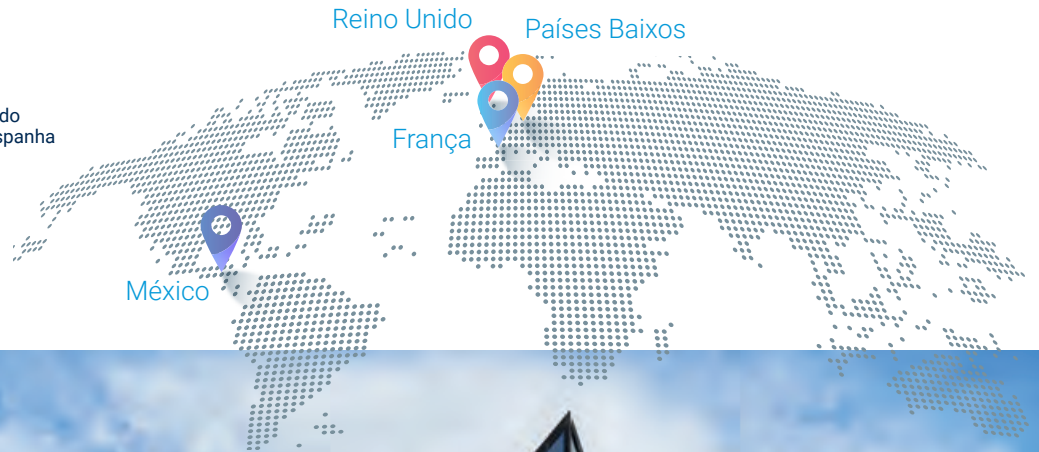 Reino Unido
Países Baixos
do
spanha
França
México